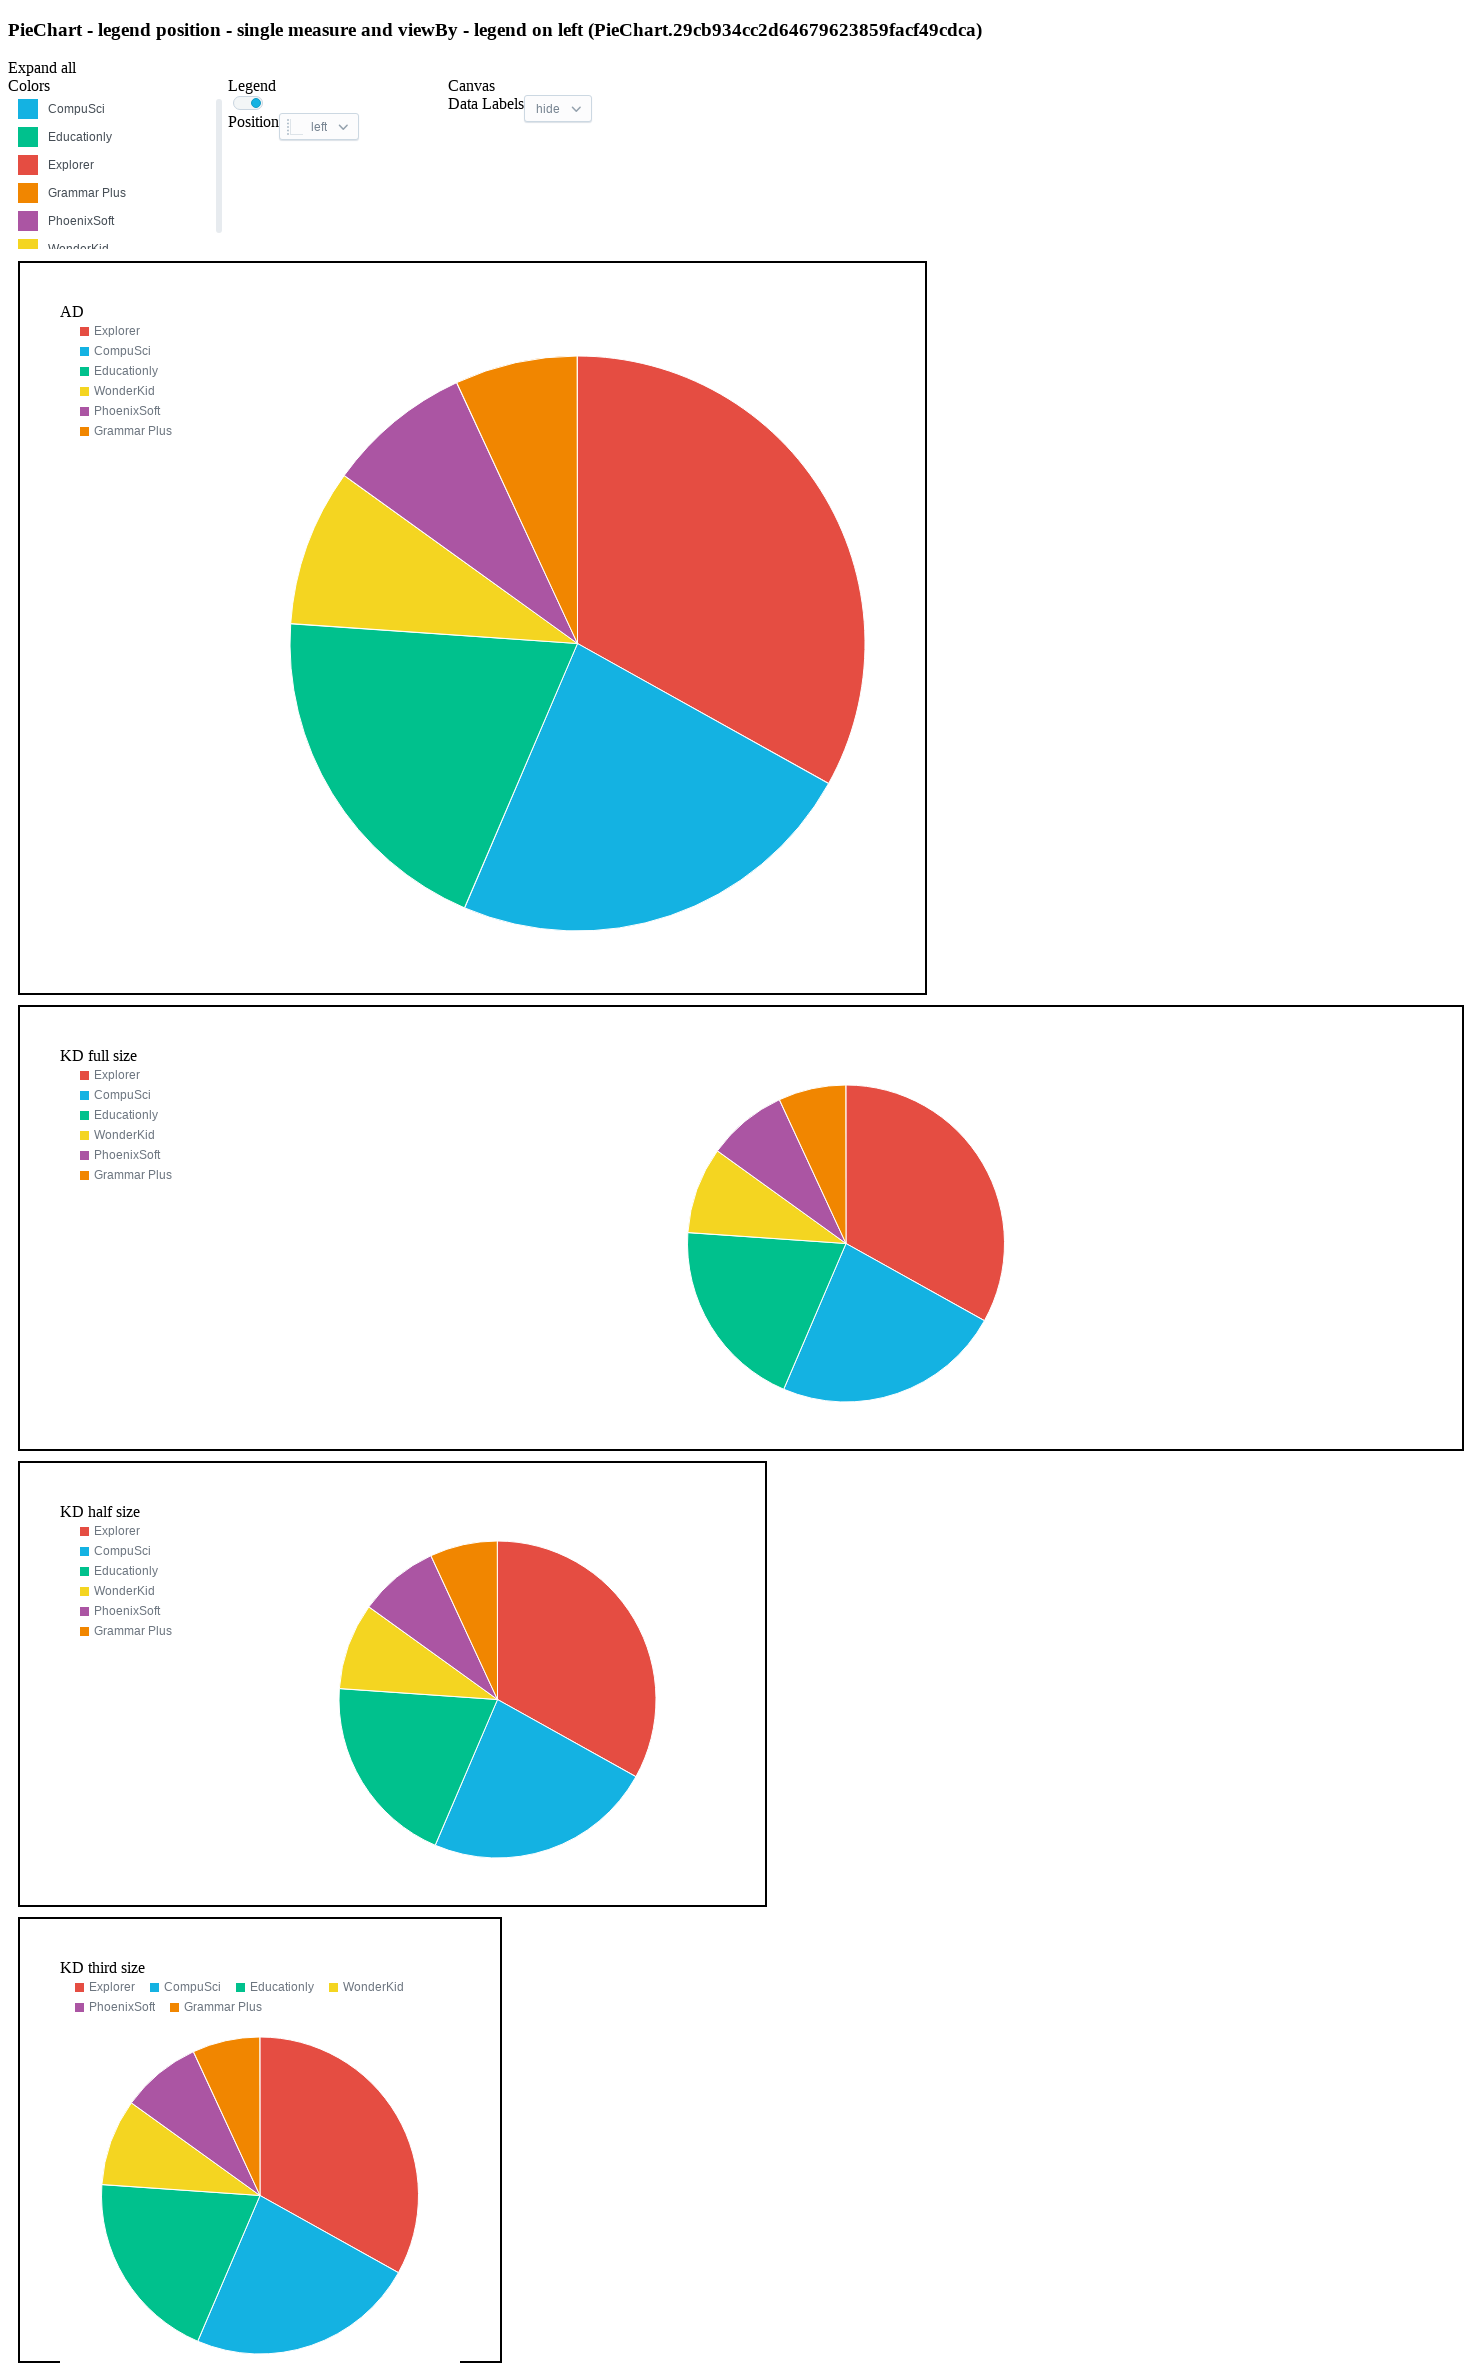 PieChart - legend position - single measure and viewBy - legend on left (PieChart.29cb934cc2d64679623859facf49cdca)
Expand all
Colors
CompuSci
Educationly
Explorer
Grammar Plus
PhoenixSoft
WonderKid
Legend
Position left
Canvas
Data Labels hide
AD
Explorer
CompuSci
Educationly
WonderKid
PhoenixSoft
Grammar Plus
KD full size
Explorer
CompuSci
Educationly
WonderKid
PhoenixSoft
Grammar Plus
KD half size
Explorer
CompuSci
Educationly
WonderKid
PhoenixSoft
Grammar Plus
KD third size
Explorer CompuSci Educationly WonderKid
PhoenixSoft Grammar Plus